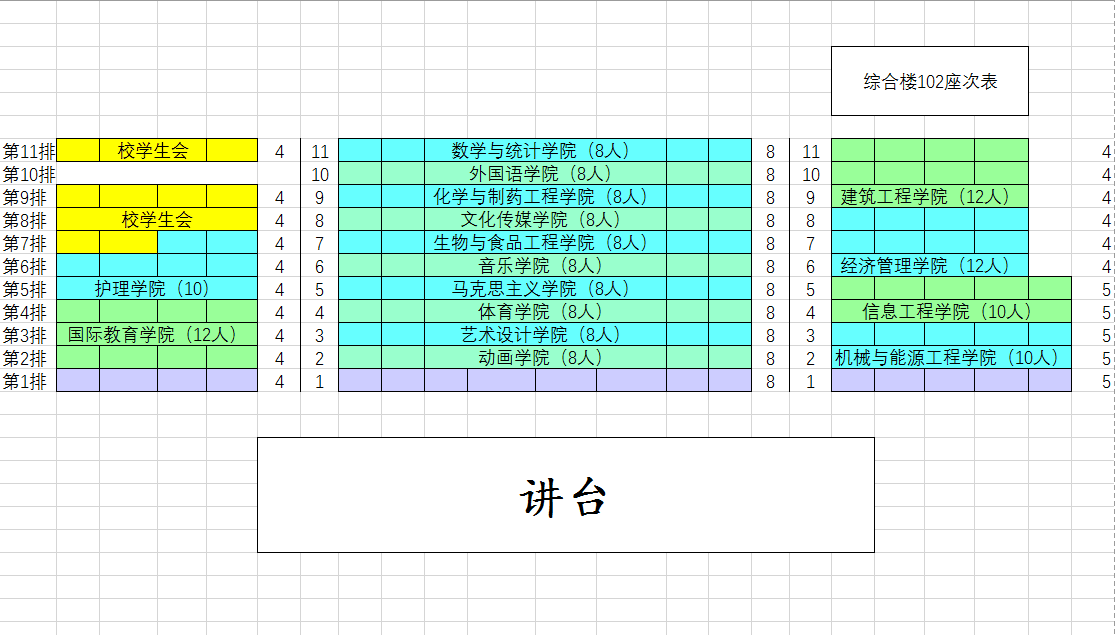 综合楼102座次表
第11排 校学生会 4 11 数学与统计学院（8人） 8 11 4
第10排 10 外国语学院（8人） 8 10 4
第9排 4 9 化学与制药工程学院（8人） 8 9 建筑工程学院（12人） 4
第8排 校学生会 4 8 文化传媒学院（8人） 8 8 4
第7排 4 7 生物与食品工程学院（8人） 8 7 4
第6排 4 6 音乐学院（8人） 8 6 经济管理学院（12人） 4
第5排 护理学院（10） 4 5 马克思主义学院（8人） 8 5 5
第4排 4 4 体育学院（8人） 8 4 信息工程学院（10人） 5
第3排 国际教育学院（12人） 4 3 艺术设计学院（8人） 8 3 5
第2排 4 2 动画学院（8人） 8 2 机械与能源工程学院（10人） 5
第1排 4 1 8 1 5
讲台